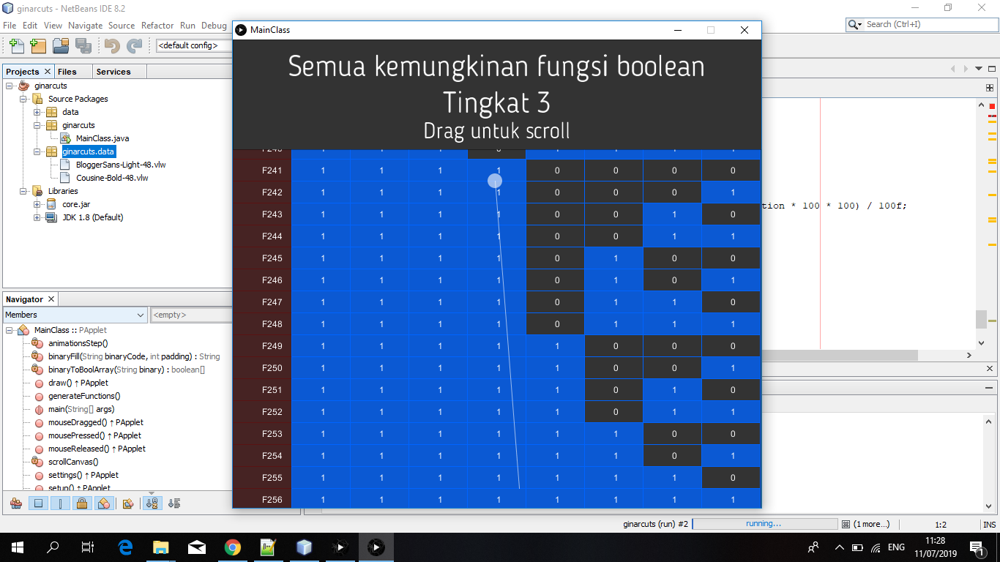 ginarcuts - NetBeans IDE 8.2
File Edit View Navigate Source Refactor Run Debug
Search (Ctrl+I)
<default config>
MainClass
Semua kemungkinan fungsi boolean
Tingkat 3
Drag untuk scroll
Projects Files Services
ginarcuts
Source Packages
data
ginarcuts
MainClass.java
ginarcuts.data
BloggerSans-Light-48.vlw
Cousine-Bold-48.vlw
Libraries
core.jar
JDK 1.8 (Default)
Navigator
Members
<empty>
MainClass :: PApplet
animationsStep()
binaryFill(String binaryCode, int padding) : String
binaryToBoolArray(String binary) : boolean[]
draw() ↑ PApplet
generateFunctions()
main(String[] args)
mouseDragged() ↑ PApplet
mousePressed() ↑ PApplet
mouseReleased() ↑ PApplet
scrollCanvas()
settings() ↑ PApplet
setup() ↑ PApplet
F240 1 1 1 0 1 1 1 1
F241 1 1 1 1 0 0 0 0
F242 1 1 1 1 0 0 0 1
F243 1 1 1 1 0 0 1 0
F244 1 1 1 1 0 0 1 1
F245 1 1 1 1 0 1 0 0
F246 1 1 1 1 0 1 0 1
F247 1 1 1 1 0 1 1 0
F248 1 1 1 1 0 1 1 1
F249 1 1 1 1 1 0 0 0
F250 1 1 1 1 1 0 0 1
F251 1 1 1 1 1 0 1 0
F252 1 1 1 1 1 0 1 1
F253 1 1 1 1 1 1 0 0
F254 1 1 1 1 1 1 0 1
F255 1 1 1 1 1 1 1 0
F256 1 1 1 1 1 1 1 1
tion * 100 * 100) / 100f;
ginarcuts (run) #2 running... (1 more...) 1:2 INS
ENG
11:28
11/07/2019
1